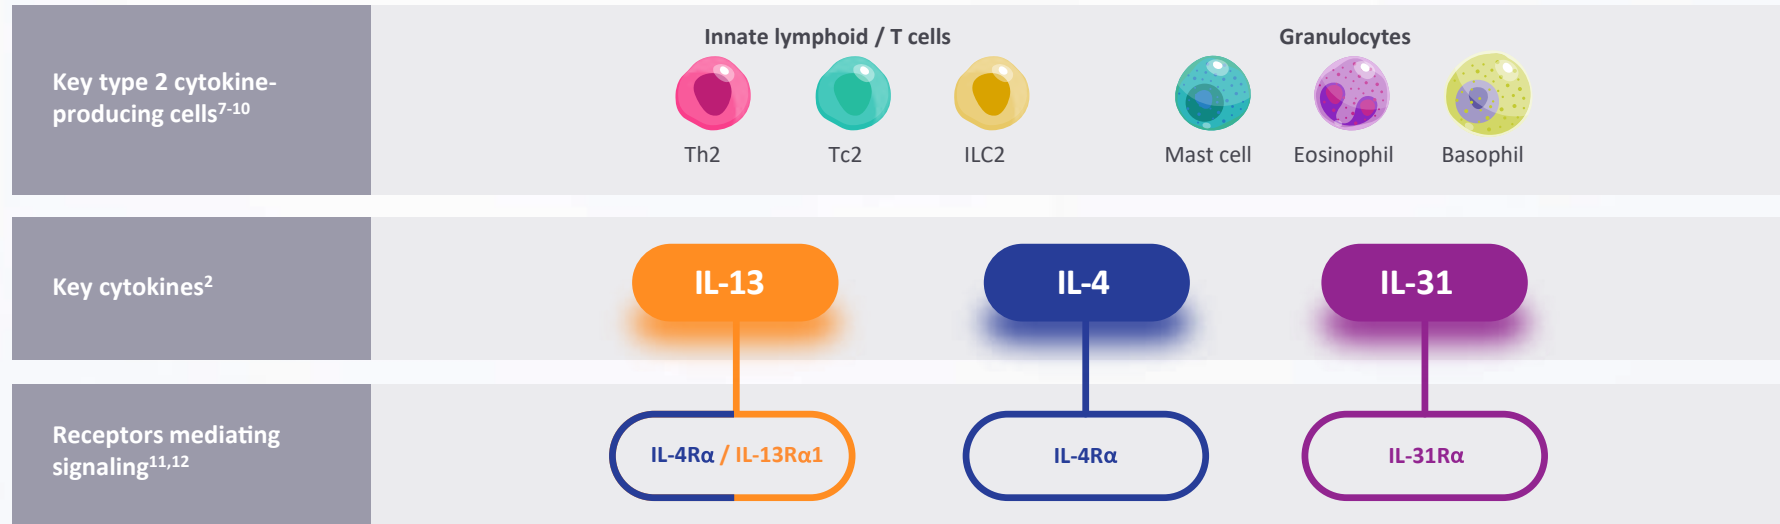 Innate lymphoid / T cells
Granulocytes
Key type 2 cytokine-
producing cells7-10
Th2
Tc2
ILC2
Mast cell
Eosinophil
Basophil
Key cytokines2
IL-13
IL-4
IL-31
Receptors mediating
signaling11,12
IL-4Rα / IL-13Rα1
IL-4Rα
IL-31Rα